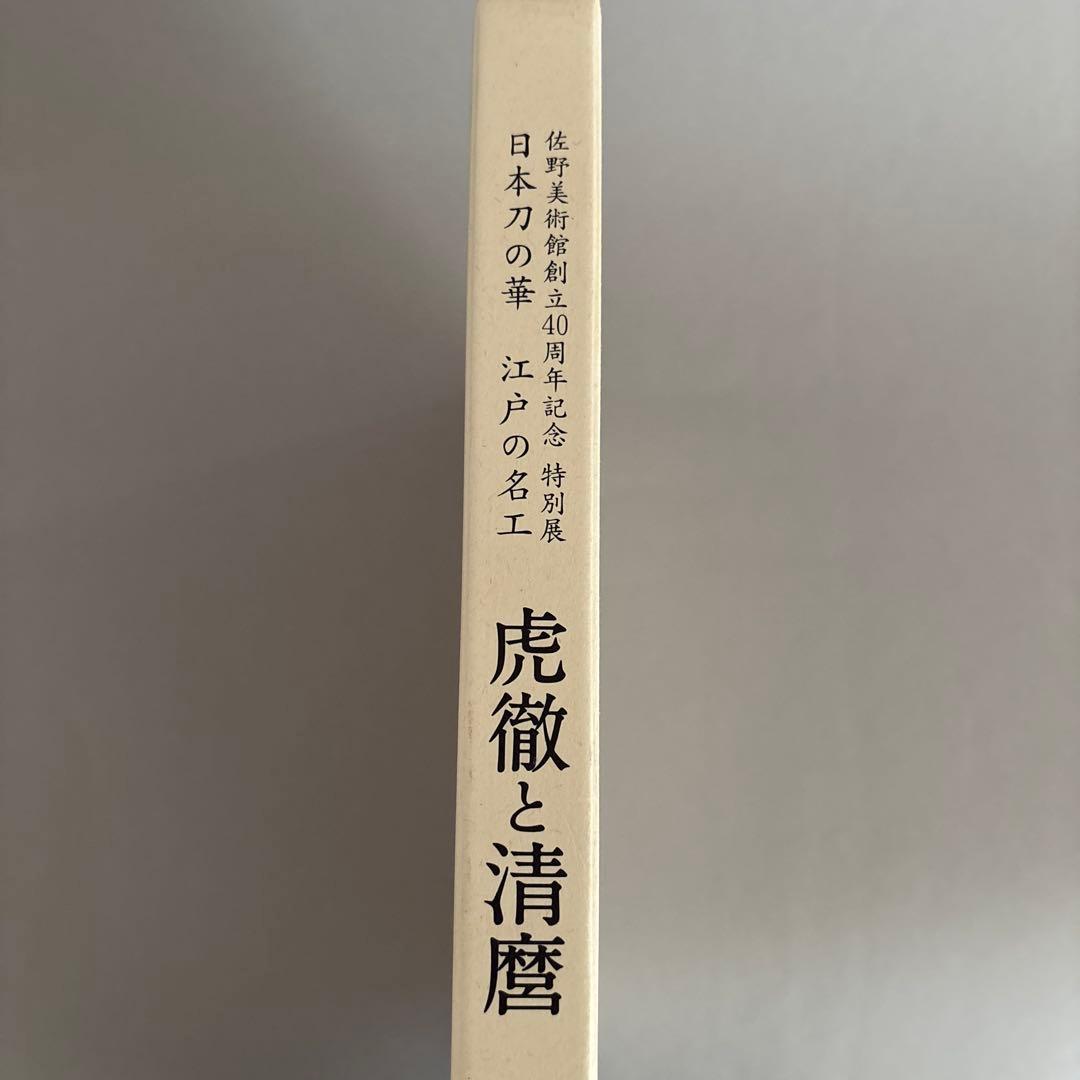 佐野美術館創立40周年記念 特別展
日本刀の華 江戸の名工
虎徹と清麿